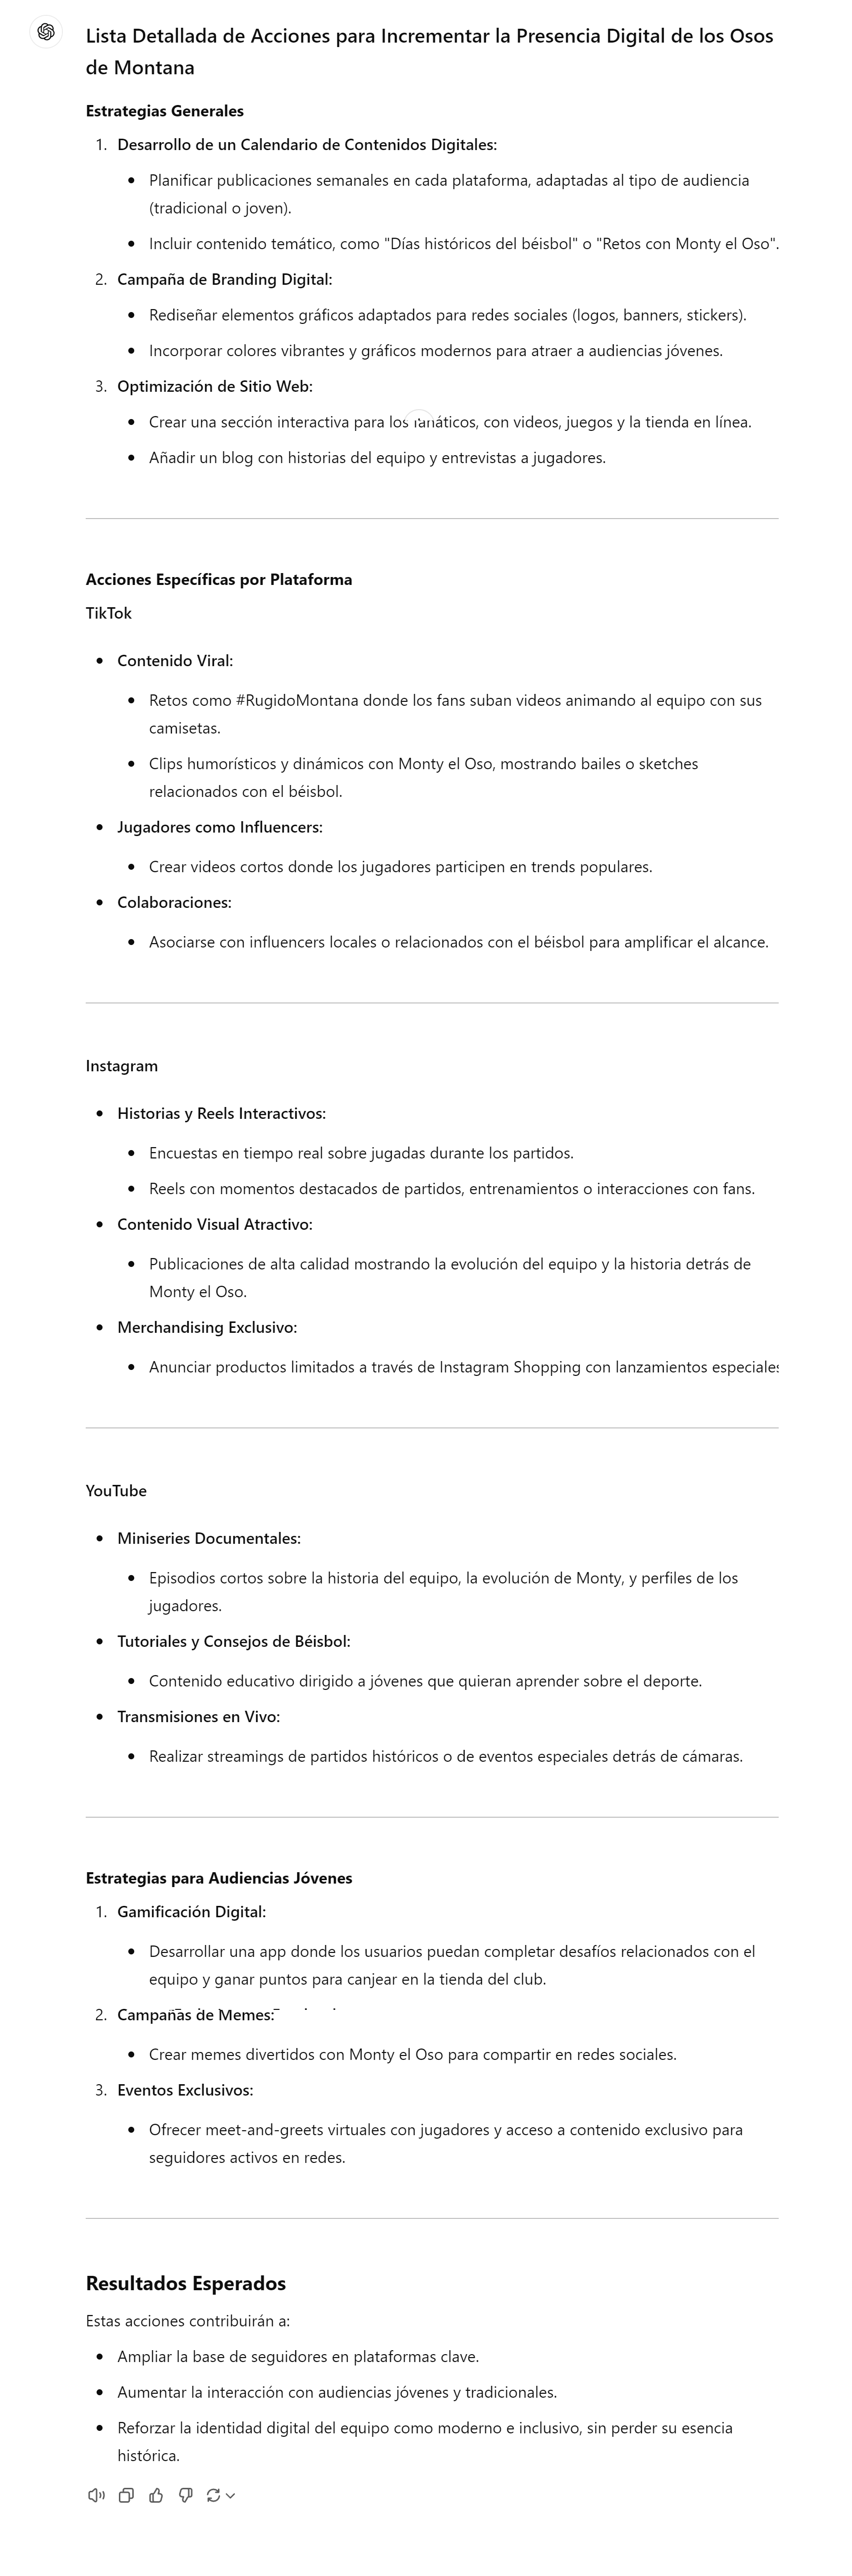 Lista Detallada de Acciones para Incrementar la Presencia Digital de los Osos
de Montana
Estrategias Generales
1. Desarrollo de un Calendario de Contenidos Digitales:
• Planificar publicaciones semanales en cada plataforma, adaptadas al tipo de audiencia
(tradicional o joven).
• Incluir contenido temático, como "Días históricos del béisbol" o "Retos con Monty el Oso".
2. Campaña de Branding Digital:
• Rediseñar elementos gráficos adaptados para redes sociales (logos, banners, stickers).
• Incorporar colores vibrantes y gráficos modernos para atraer a audiencias jóvenes.
3. Optimización de Sitio Web:
• Crear una sección interactiva para los fanáticos, con videos, juegos y la tienda en línea.
• Añadir un blog con historias del equipo y entrevistas a jugadores.
Acciones Específicas por Plataforma
TikTok
• Contenido Viral:
• Retos como #RugidoMontana donde los fans suban videos animando al equipo con sus
camisetas.
• Clips humorísticos y dinámicos con Monty el Oso, mostrando bailes o sketches
relacionados con el béisbol.
• Jugadores como Influencers:
• Crear videos cortos donde los jugadores participen en trends populares.
• Colaboraciones:
• Asociarse con influencers locales o relacionados con el béisbol para amplificar el alcance.
Instagram
• Historias y Reels Interactivos:
• Encuestas en tiempo real sobre jugadas durante los partidos.
• Reels con momentos destacados de partidos, entrenamientos o interacciones con fans.
• Contenido Visual Atractivo:
• Publicaciones de alta calidad mostrando la evolución del equipo y la historia detrás de
Monty el Oso.
• Merchandising Exclusivo:
• Anunciar productos limitados a través de Instagram Shopping con lanzamientos especiales
YouTube
• Miniseries Documentales:
• Episodios cortos sobre la historia del equipo, la evolución de Monty, y perfiles de los
jugadores.
• Tutoriales y Consejos de Béisbol:
• Contenido educativo dirigido a jóvenes que quieran aprender sobre el deporte.
• Transmisiones en Vivo:
• Realizar streamings de partidos históricos o de eventos especiales detrás de cámaras.
Estrategias para Audiencias Jóvenes
1. Gamificación Digital:
• Desarrollar una app donde los usuarios puedan completar desafíos relacionados con el
equipo y ganar puntos para canjear en la tienda del club.
2. Campañas de Memes:
• Crear memes divertidos con Monty el Oso para compartir en redes sociales.
3. Eventos Exclusivos:
• Ofrecer meet-and-greets virtuales con jugadores y acceso a contenido exclusivo para
seguidores activos en redes.
Resultados Esperados
Estas acciones contribuirán a:
• Ampliar la base de seguidores en plataformas clave.
• Aumentar la interacción con audiencias jóvenes y tradicionales.
• Reforzar la identidad digital del equipo como moderno e inclusivo, sin perder su esencia
histórica.